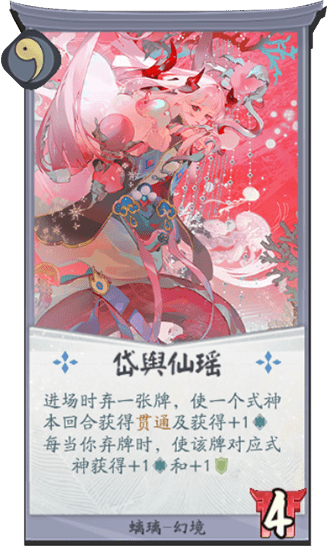 岱舆仙瑶
进场时弃一张牌，使一个式神
本回合获得贯通及获得+1
每当你弃牌时，使该牌对应式
神获得+1和+1
4
螭璃-幻境